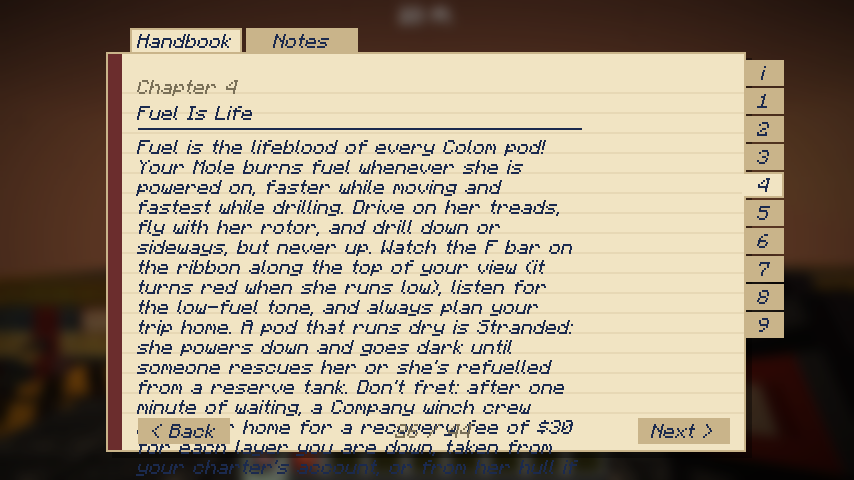 Handbook
Notes
Chapter 4
Fuel Is Life
Fuel is the lifeblood of every Colom pod!
Your Mole burns fuel whenever she is
powered on, faster while moving and
fastest while drilling. Drive on her treads,
fly with her rotor, and drill down or
sideways, but never up. Watch the F bar on
the ribbon along the top of your view (it
turns red when she runs low), listen for
the low-fuel tone, and always plan your
trip home. A pod that runs dry is Stranded:
she powers down and goes dark until
someone rescues her or she's refuelled
from a reserve tank. Don't fret: after one
minute of waiting, a Company winch crew
home for a recovery fee of $30
for each layer you are down, taken from
your charter's account, or from her hull if
< Back
Next >
i
1
2
3
4
5
6
7
8
9